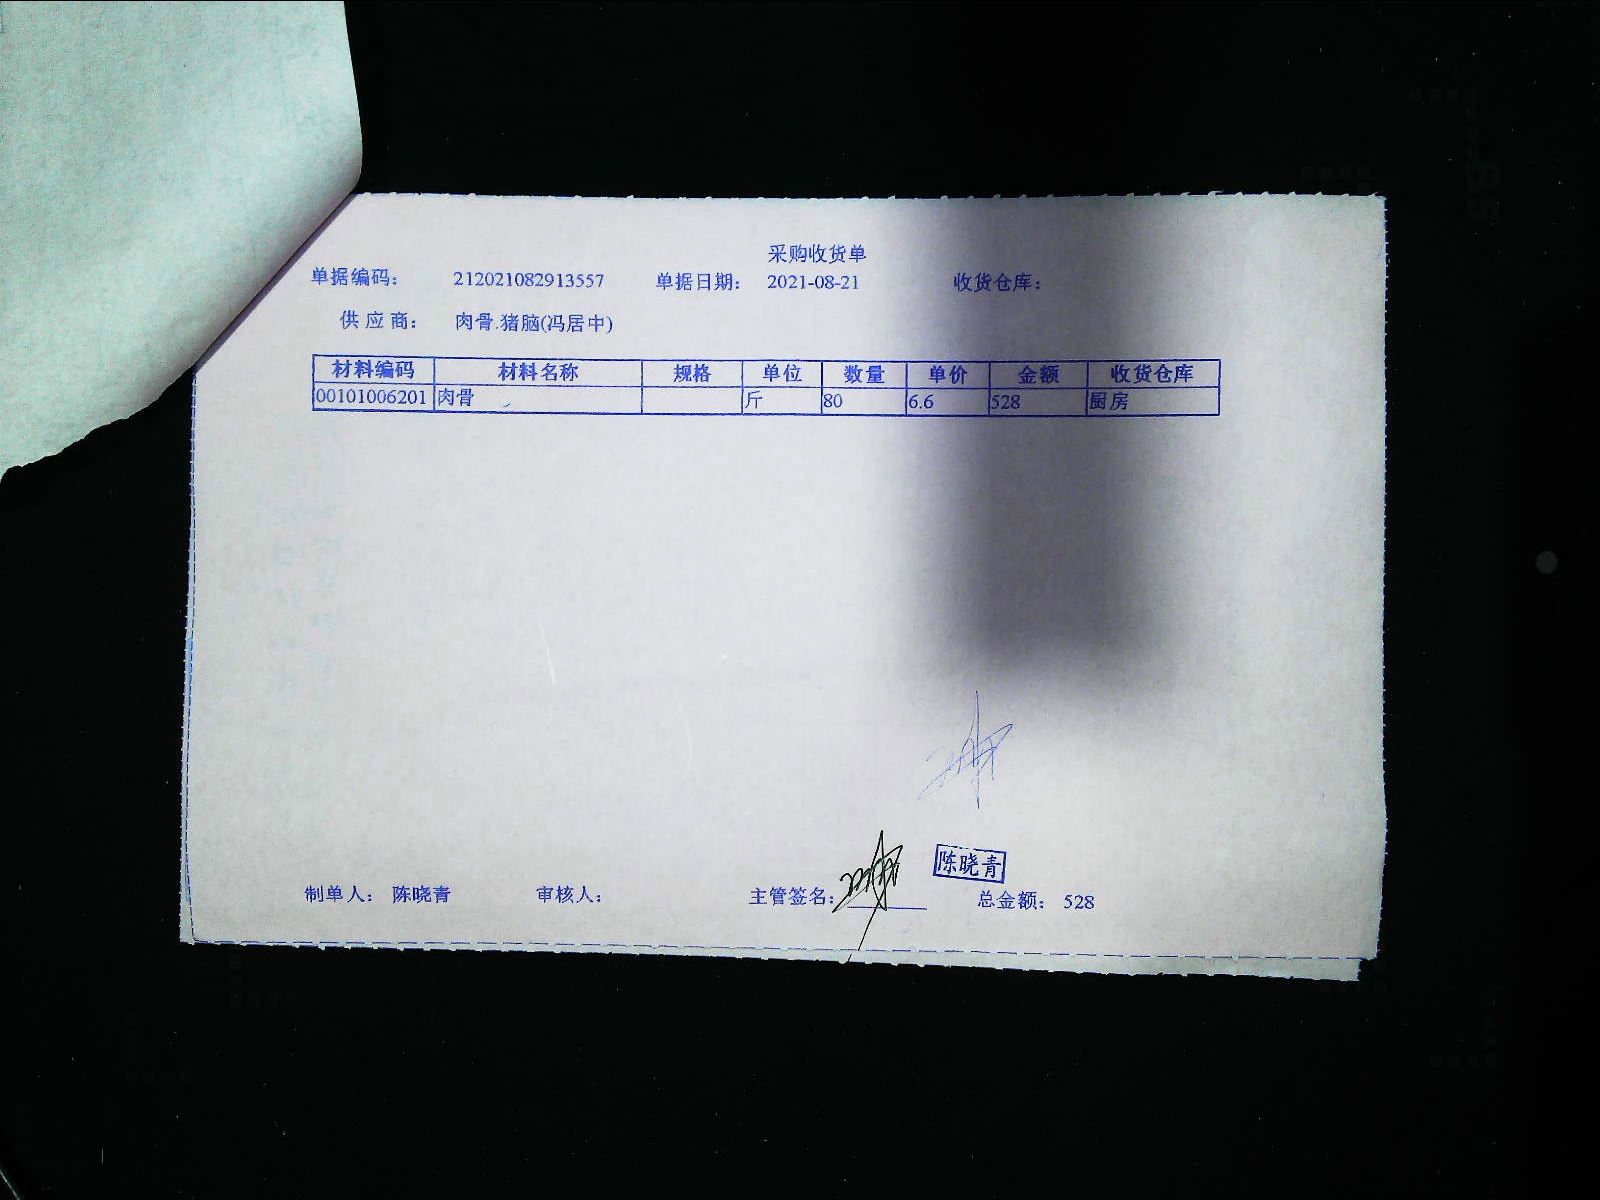 采购收货单
单据编码: 212021082913557 单据日期: 2021-08-21 收货仓库:
供应商: 肉骨.猪脑(冯居中)
材料编码 材料名称 规格 单位 数量 单价 金额 收货仓库
00101006201 肉骨 斤 80 6.6 528 厨房
陈晓青
制单人: 陈晓青 审核人: 主管签名: 总金额: 528